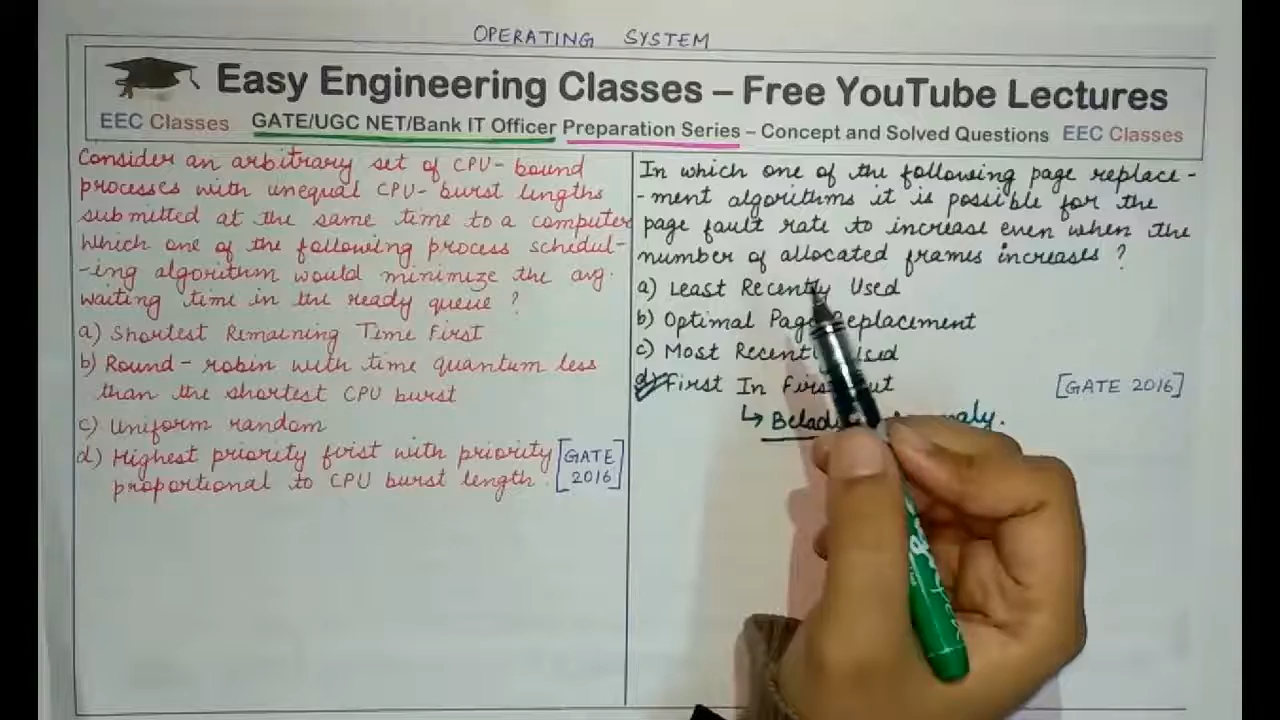 OPERATING SYSTEM
Easy Engineering Classes – Free YouTube Lectures
EEC Classes GATE/UGC NET/Bank IT Officer Preparation Series – Concept and Solved Questions EEC Classes
Consider an arbitrary set of CPU-bound
processes with unequal CPU-burst lengths
submitted at the same time to a computer
Which one of the following process schedul-
-ing algorithm would minimize the avg.
waiting time in the ready queue ?
a) Shortest Remaining Time First
b) Round-robin with time quantum less
than the shortest CPU burst
c) Uniform random
d) Highest priority first with priority
proportional to CPU burst length.
[GATE
2016]
In which one of the following page replace-
-ment algorithms it is possible for the
page fault rate to increase even when the
number of allocated frames increases ?
a) Least Recently Used
b) Optimal Page Replacement
c) Most Used
d) First In First Out
[GATE 2016]
↳